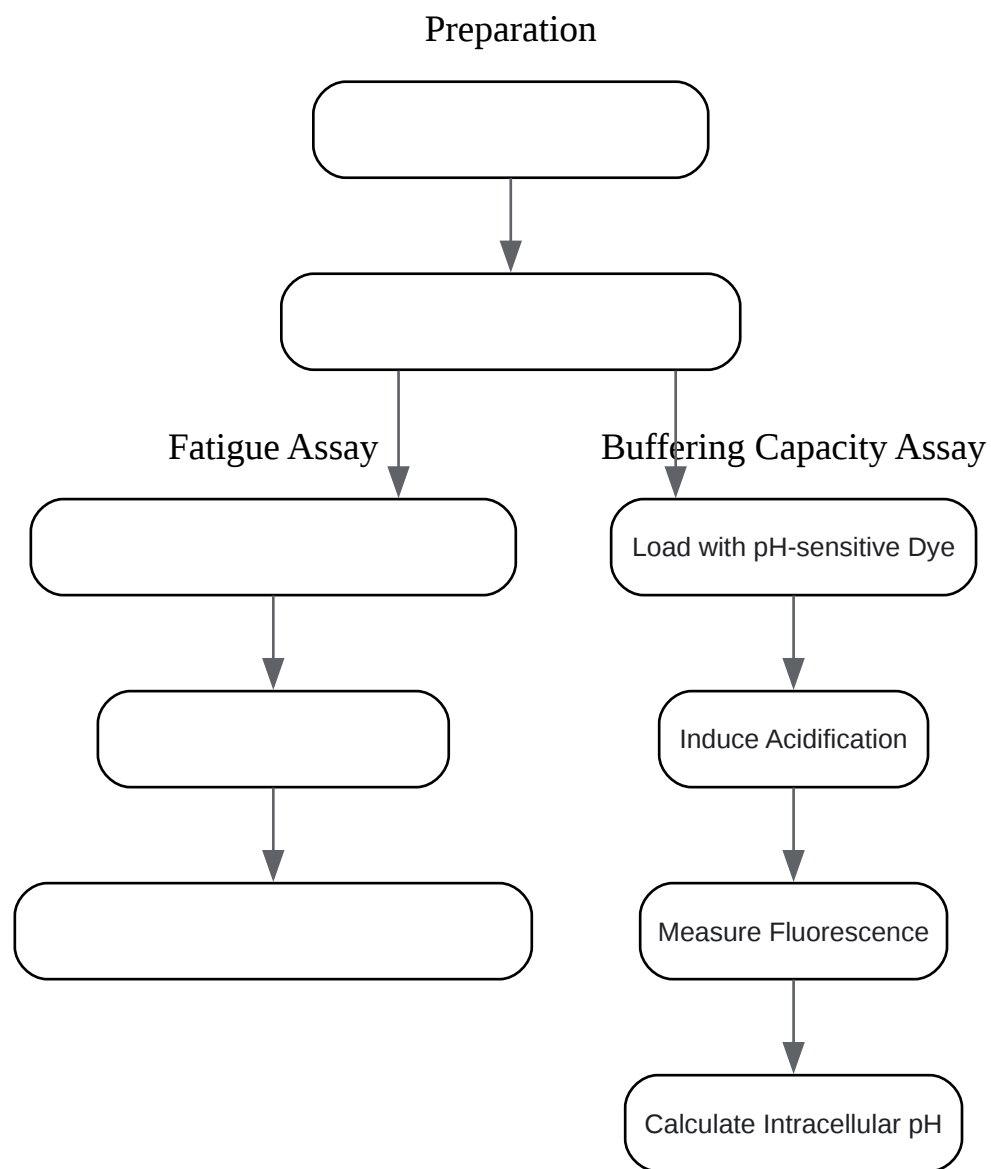 Preparation
Fatigue Assay
Buffering Capacity Assay
Load with pH-sensitive Dye
Induce Acidification
Measure Fluorescence
Calculate Intracellular pH